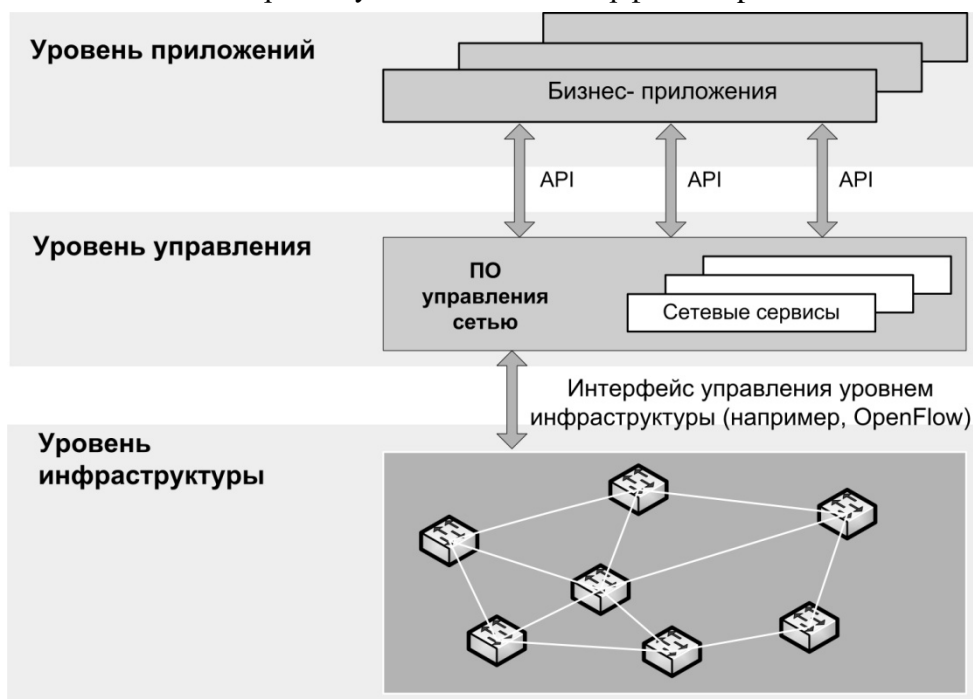 Уровень приложений
Бизнес- приложения
API
API
API
Уровень управления
ПО
управления
сетью
Сетевые сервисы
Интерфейс управления уровнем
инфраструктуры (например, OpenFlow)
Уровень
инфраструктуры